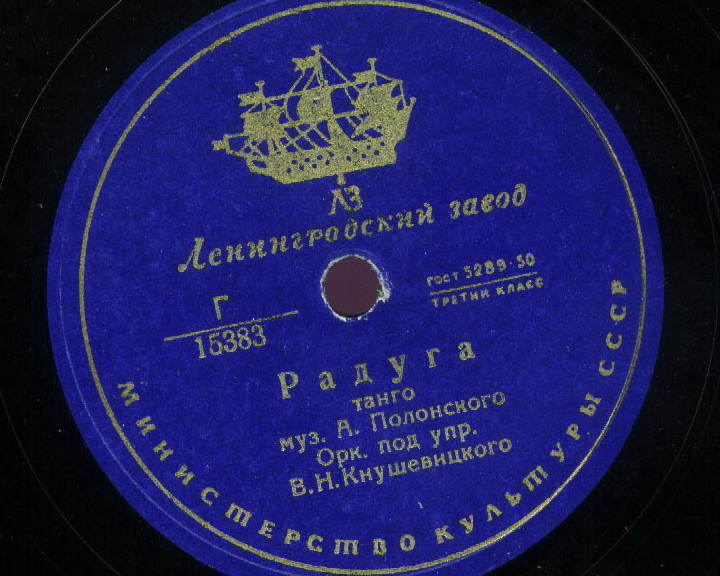 ЛЗ
Ленинградский завод
Г
15383
ГОСТ 5289-50
ТРЕТИЙ КЛАСС
Радуга
танго
муз. А. Полонского
Орк. под упр.
В.Н.Кнушевицкого
МИНИСТЕРСТВО КУЛЬТУРЫ СССР